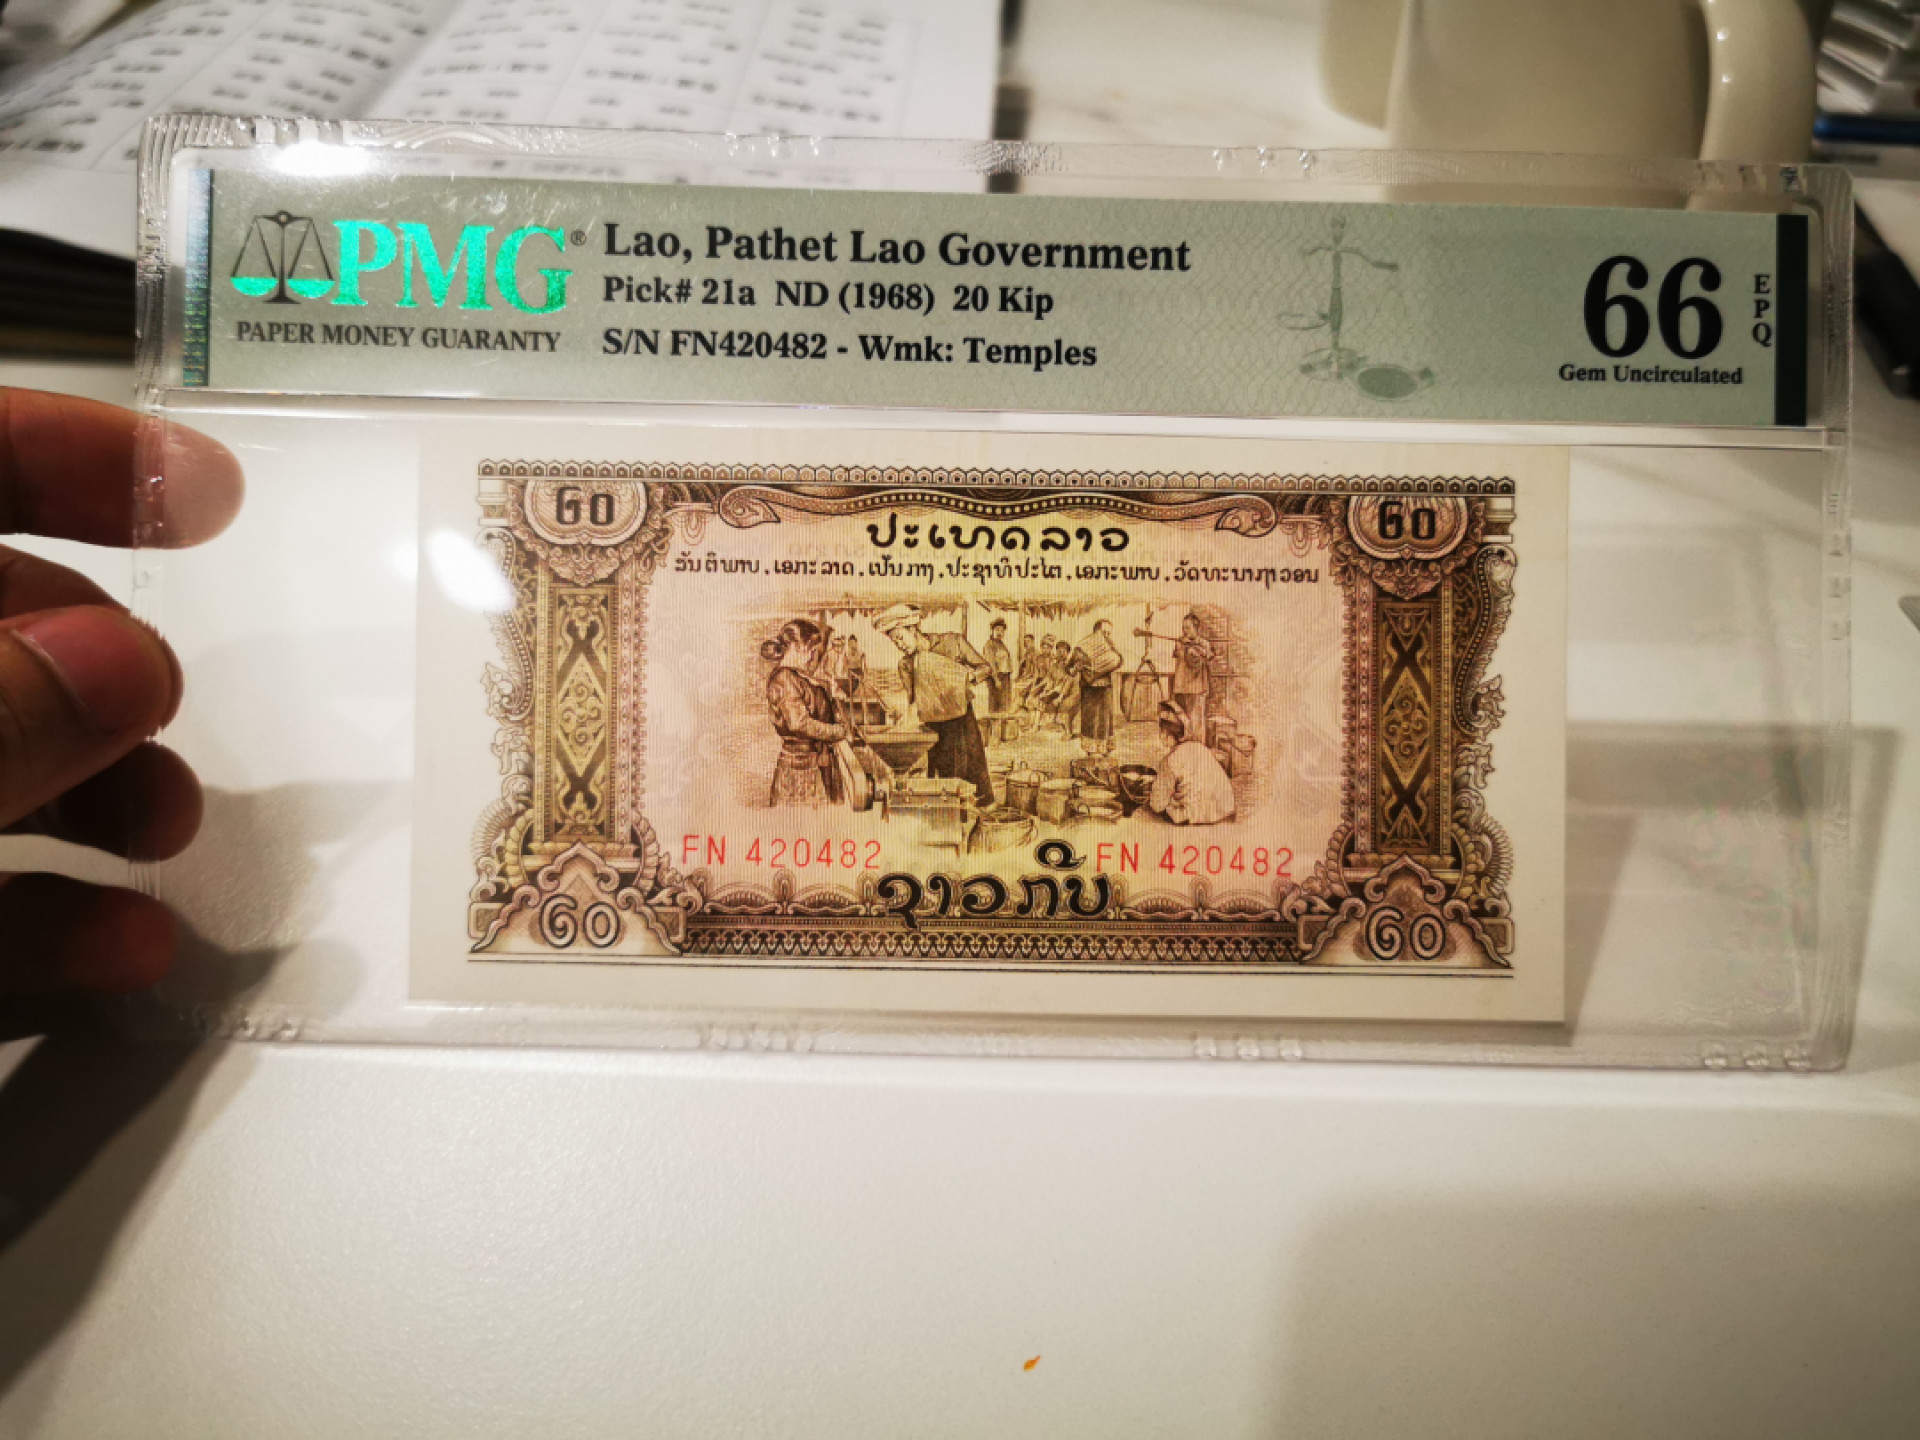 PMG®
PAPER MONEY GUARANTY
Lao, Pathet Lao Government
Pick# 21a ND (1968) 20 Kip
S/N FN420482 - Wmk: Temples
66
EPQ
Gem Uncirculated
໒໐
໒໐
ປະເທດລາວ
ສັນຕິພາບ.ເອກະລາດ.ເປັນກາງ.ປະຊາທິປະໄຕ.ເອກະພາບ.ວັດທະນາຖາວອນ
FN 420482
FN 420482
ຊາວກີບ
໒໐
໒໐